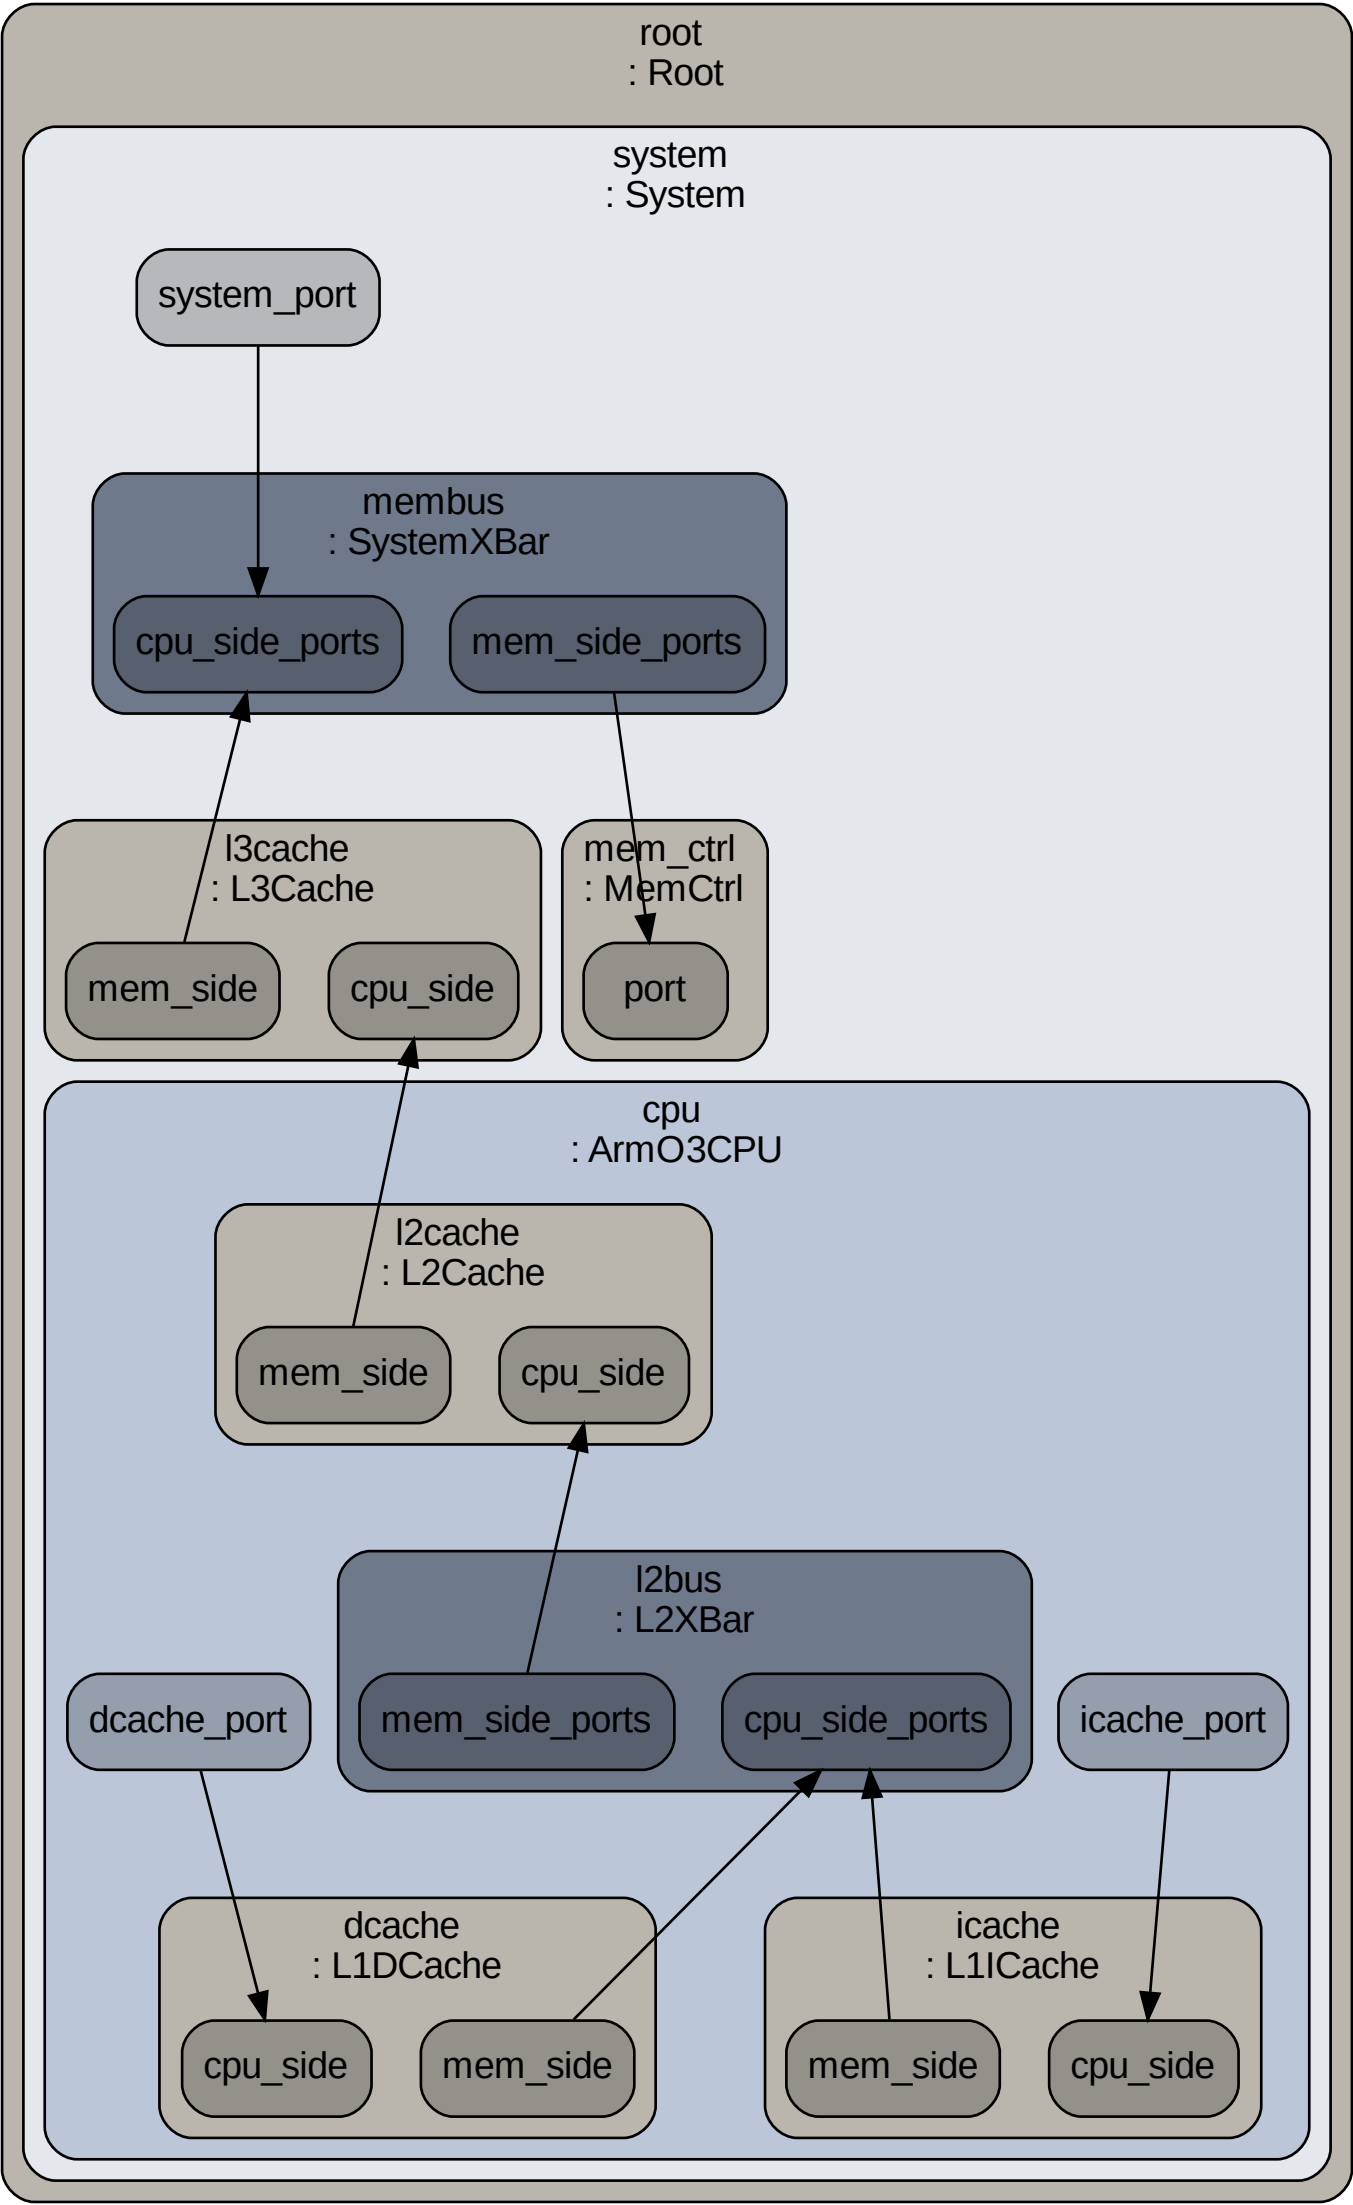 root
: Root
system
: System
system_port
membus
: SystemXBar
cpu_side_ports
mem_side_ports
l3cache
: L3Cache
mem_side
cpu_side
mem_ctrl
: MemCtrl
port
cpu
: ArmO3CPU
l2cache
: L2Cache
mem_side
cpu_side
l2bus
: L2XBar
dcache_port
mem_side_ports
cpu_side_ports
icache_port
dcache
: L1DCache
cpu_side
mem_side
icache
: L1ICache
mem_side
cpu_side